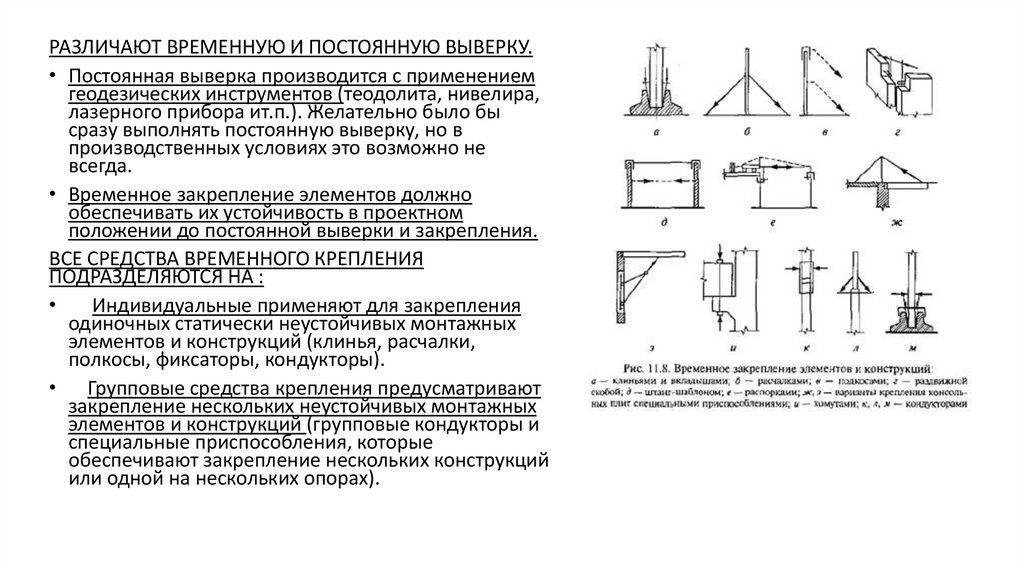 РАЗЛИЧАЮТ ВРЕМЕННУЮ И ПОСТОЯННУЮ ВЫВЕРКУ.
• Постоянная выверка производится с применением
геодезических инструментов (теодолита, нивелира,
лазерного прибора ит.п.). Желательно было бы
сразу выполнять постоянную выверку, но в
производственных условиях это возможно не
всегда.
• Временное закрепление элементов должно
обеспечивать их устойчивость в проектном
положении до постоянной выверки и закрепления.
ВСЕ СРЕДСТВА ВРЕМЕННОГО КРЕПЛЕНИЯ
ПОДРАЗДЕЛЯЮТСЯ НА :
• Индивидуальные применяют для закрепления
одиночных статически неустойчивых монтажных
элементов и конструкций (клинья, расчалки,
полкосы, фиксаторы, кондукторы).
• Групповые средства крепления предусматривают
закрепление нескольких неустойчивых монтажных
элементов и конструкций (групповые кондукторы и
специальные приспособления, которые
обеспечивают закрепление нескольких конструкций
или одной на нескольких опорах).
а б в г
д е ж
з и к л м
Рис. 11.8. Временное закрепление элементов и конструкций:
а — клиньями и вкладышами; б — расчалками; в — подкосами; г — раздвижной
скобой; д — штанг-шаблоном; е — распорками; ж, з — варианты крепления консоль-
ных плит специальными приспособлениями; и — хомутами; к, л, м — кондукторами